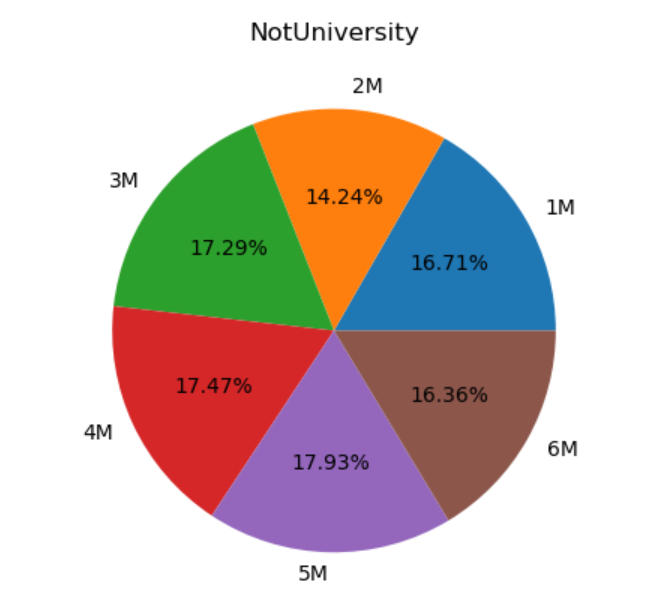 NotUniversity
2M
3M
1M
14.24%
17.29%
16.71%
17.47%
16.36%
4M
6M
17.93%
5M